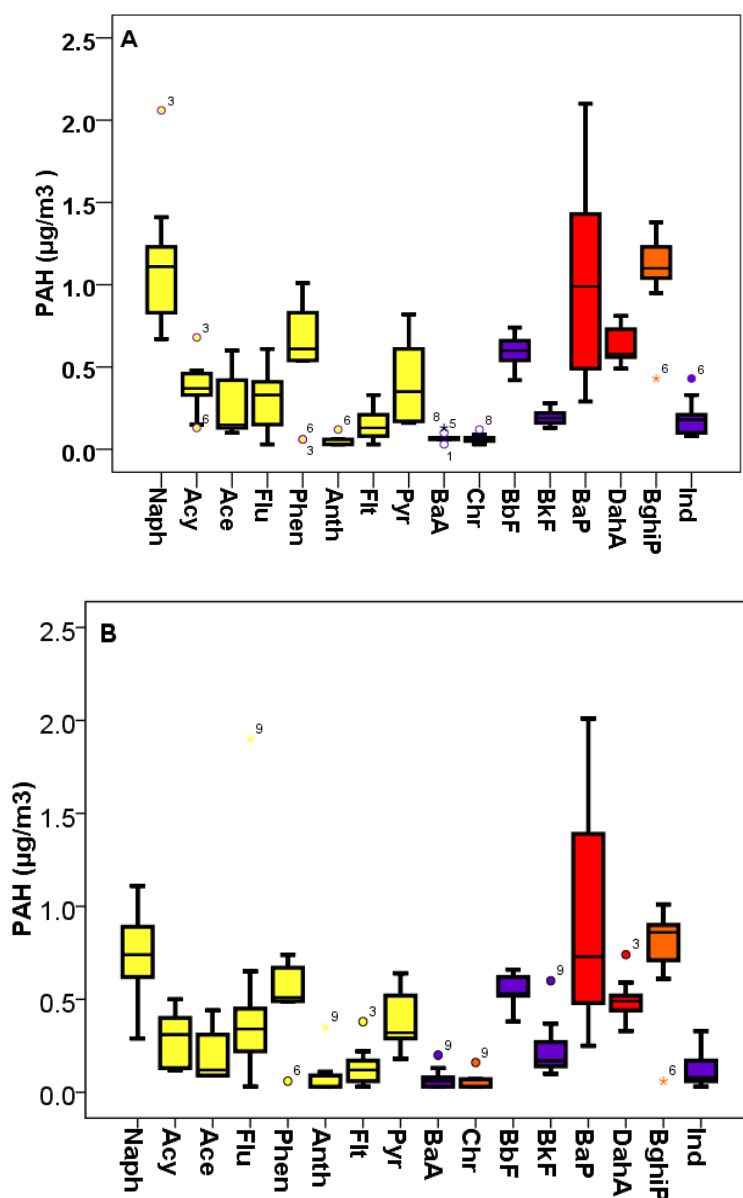 A
PAH (µg/m3 )
2.5
2.0
1.5
1.0
0.5
0.0
3
3
6
6
3
6
8
5
1
8
6
6
Naph
Acy
Ace
Flu
Phen
Anth
Flt
Pyr
BaA
Chr
BbF
BkF
BaP
DahA
BghiP
Ind
B
PAH (µg/m3)
2.5
2.0
1.5
1.0
0.5
0.0
9
6
9
3
9
9
9
3
6
Naph
Acy
Ace
Flu
Phen
Anth
Flt
Pyr
BaA
Chr
BbF
BkF
BaP
DahA
BghiP
Ind